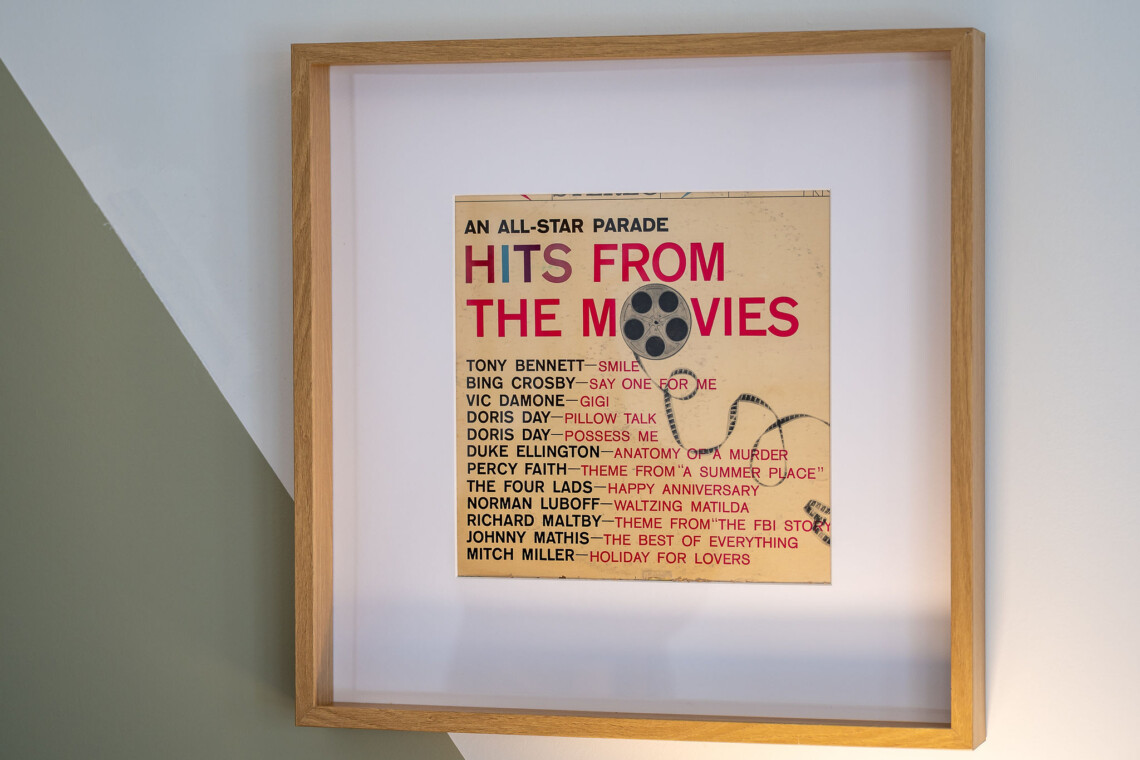 AN ALL-STAR PARADE
HITS FROM
THE MOVIES
TONY BENNETT—SMILE
BING CROSBY—SAY ONE FOR ME
VIC DAMONE—GIGI
DORIS DAY—PILLOW TALK
DORIS DAY—POSSESS ME
DUKE ELLINGTON—ANATOMY OF A MURDER
PERCY FAITH—THEME FROM "A SUMMER PLACE"
THE FOUR LADS—HAPPY ANNIVERSARY
NORMAN LUBOFF—WALTZING MATILDA
RICHARD MALTBY—THEME FROM "THE FBI STORY
JOHNNY MATHIS—THE BEST OF EVERYTHING
MITCH MILLER—HOLIDAY FOR LOVERS